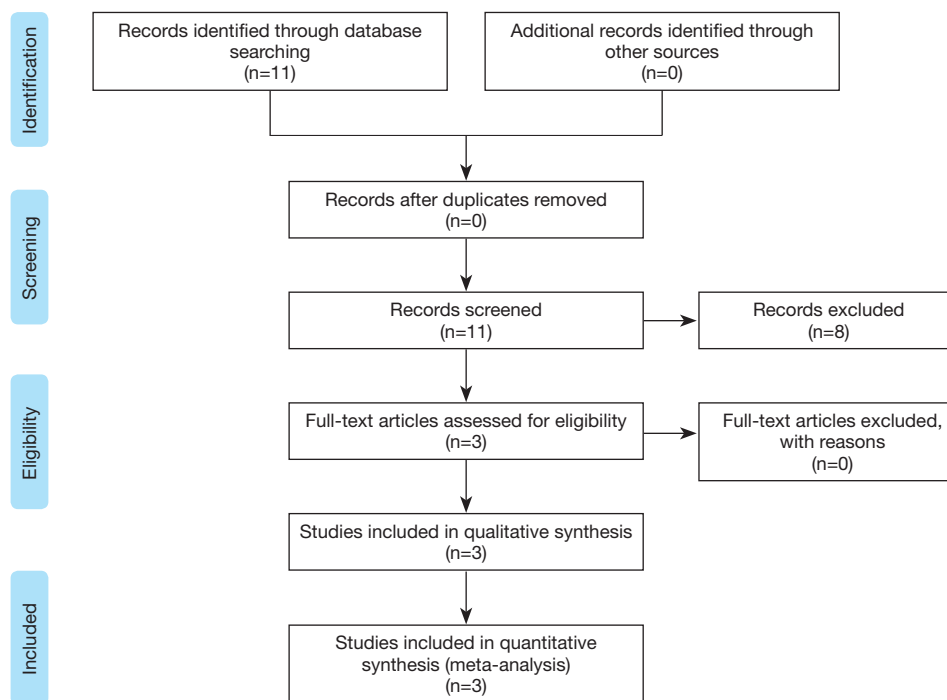 Identification
Records identified through database
searching
(n=11)
Additional records identified through
other sources
(n=0)
Screening
Records after duplicates removed
(n=0)
Records screened
(n=11)
Records excluded
(n=8)
Eligibility
Full-text articles assessed for eligibility
(n=3)
Full-text articles excluded,
with reasons
(n=0)
Studies included in qualitative synthesis
(n=3)
Included
Studies included in quantitative
synthesis (meta-analysis)
(n=3)